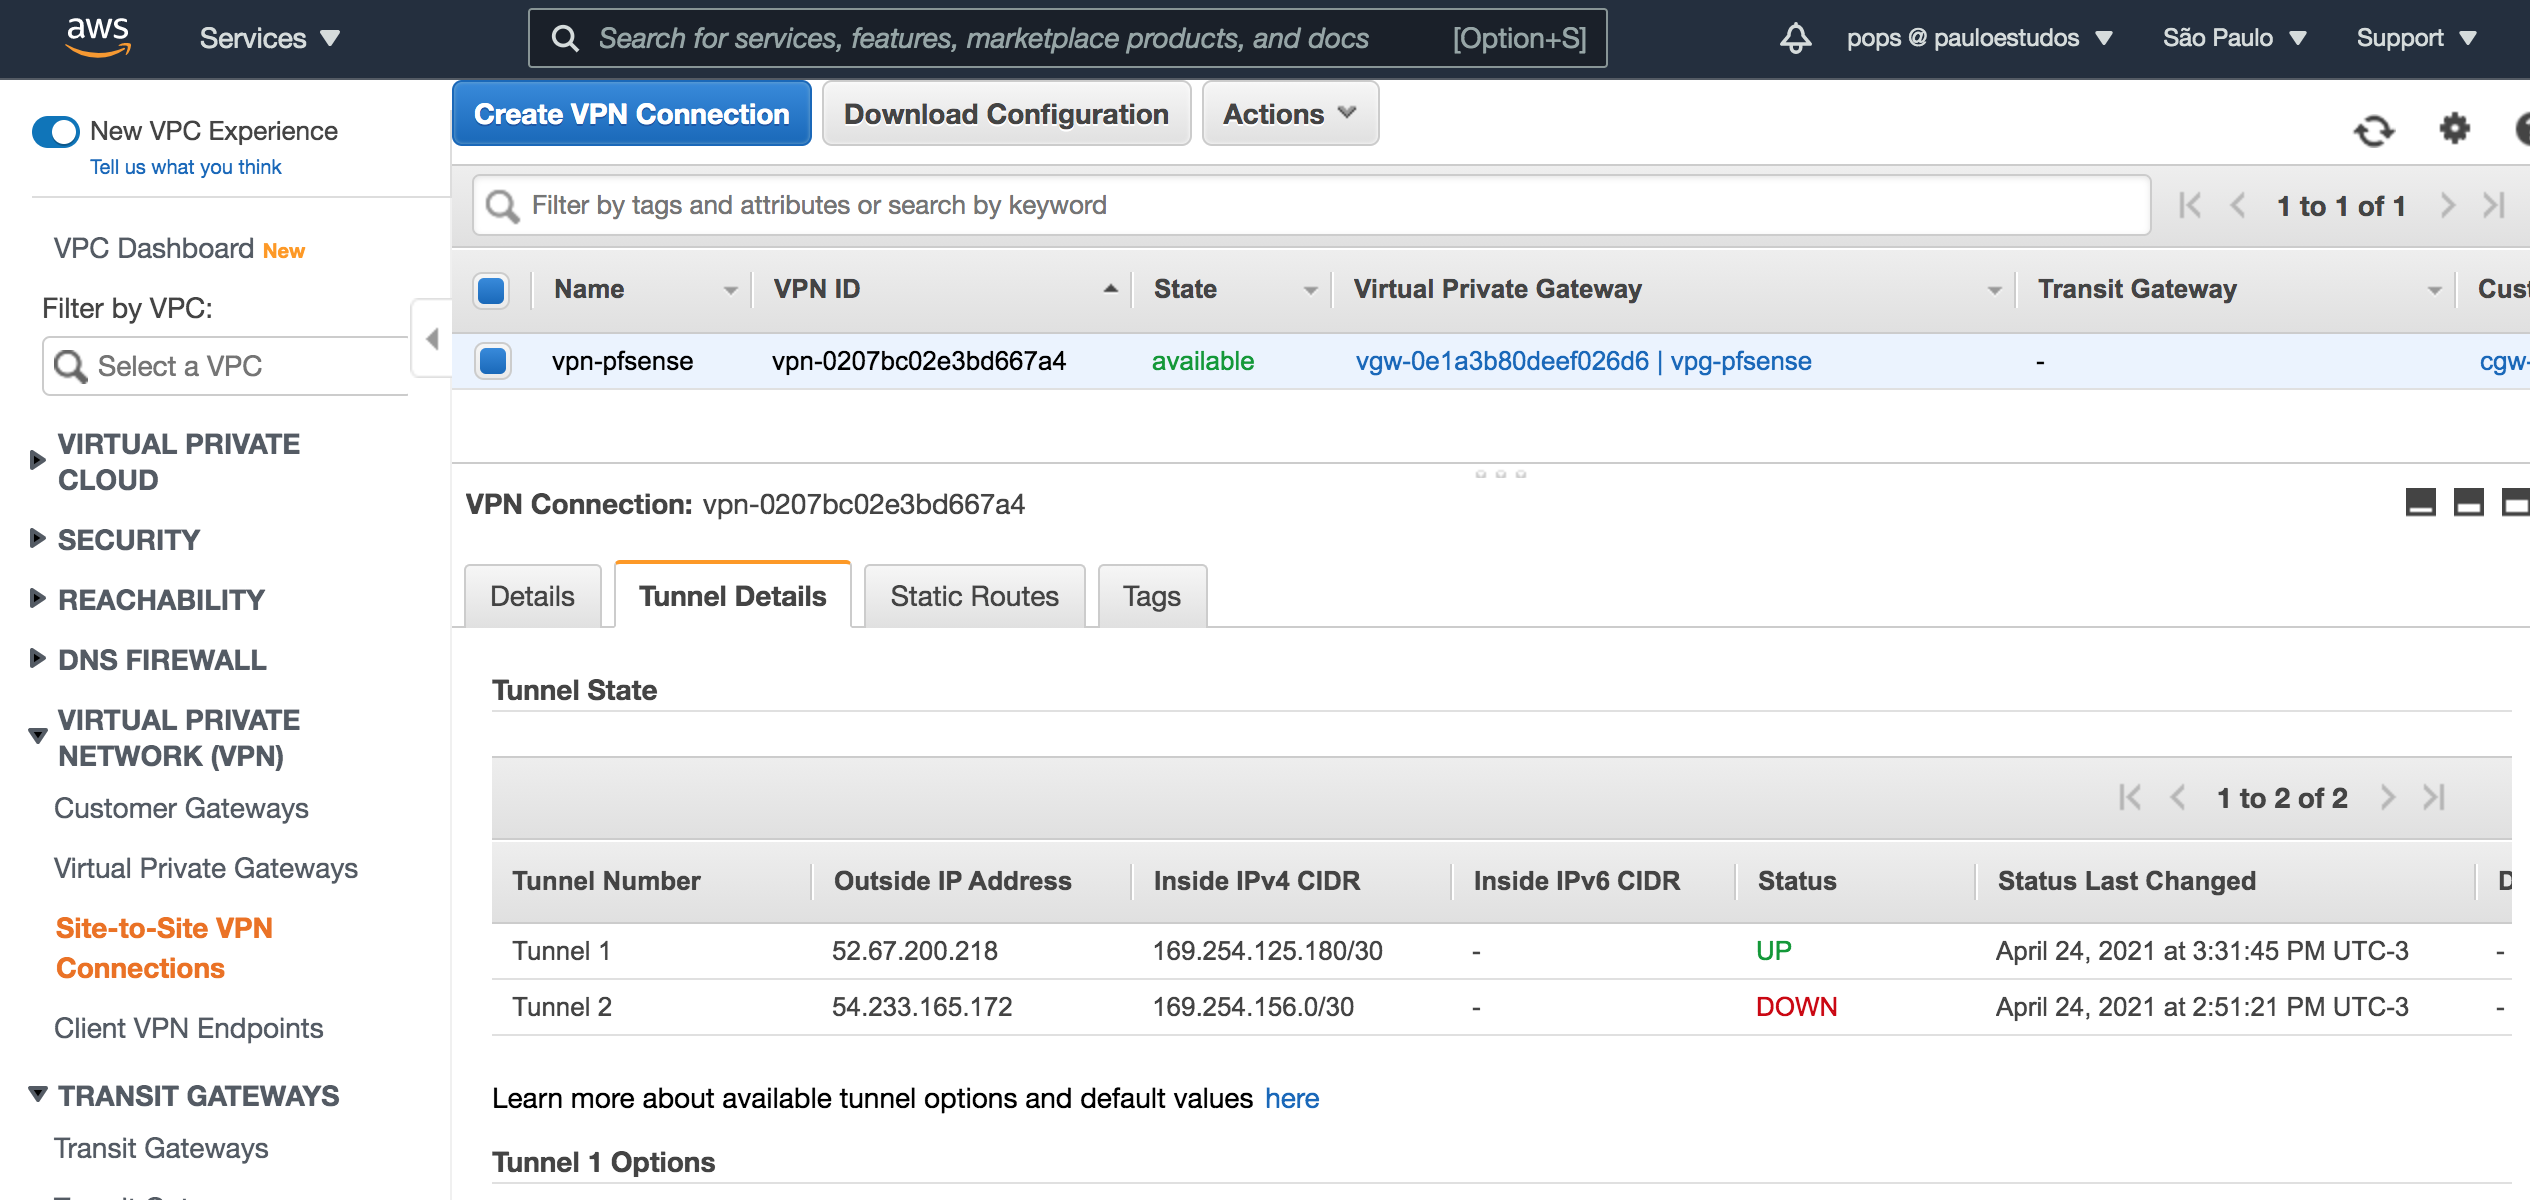 aws Services Search for services, features, marketplace products, and docs [Option+S] pops @ pauloestudos São Paulo Support
New VPC Experience
Tell us what you think
VPC Dashboard New
Filter by VPC:
Select a VPC
VIRTUAL PRIVATE
CLOUD
SECURITY
REACHABILITY
DNS FIREWALL
VIRTUAL PRIVATE
NETWORK (VPN)
Customer Gateways
Virtual Private Gateways
Site-to-Site VPN
Connections
Client VPN Endpoints
TRANSIT GATEWAYS
Transit Gateways
Create VPN Connection Download Configuration Actions
Filter by tags and attributes or search by keyword 1 to 1 of 1
Name VPN ID State Virtual Private Gateway Transit Gateway Cust
vpn-pfsense vpn-0207bc02e3bd667a4 available vgw-0e1a3b80deef026d6 | vpg-pfsense - cgw-
VPN Connection: vpn-0207bc02e3bd667a4
Details Tunnel Details Static Routes Tags
Tunnel State
1 to 2 of 2
Tunnel Number Outside IP Address Inside IPv4 CIDR Inside IPv6 CIDR Status Status Last Changed D
Tunnel 1 52.67.200.218 169.254.125.180/30 - UP April 24, 2021 at 3:31:45 PM UTC-3 -
Tunnel 2 54.233.165.172 169.254.156.0/30 - DOWN April 24, 2021 at 2:51:21 PM UTC-3 -
Learn more about available tunnel options and default values here
Tunnel 1 Options